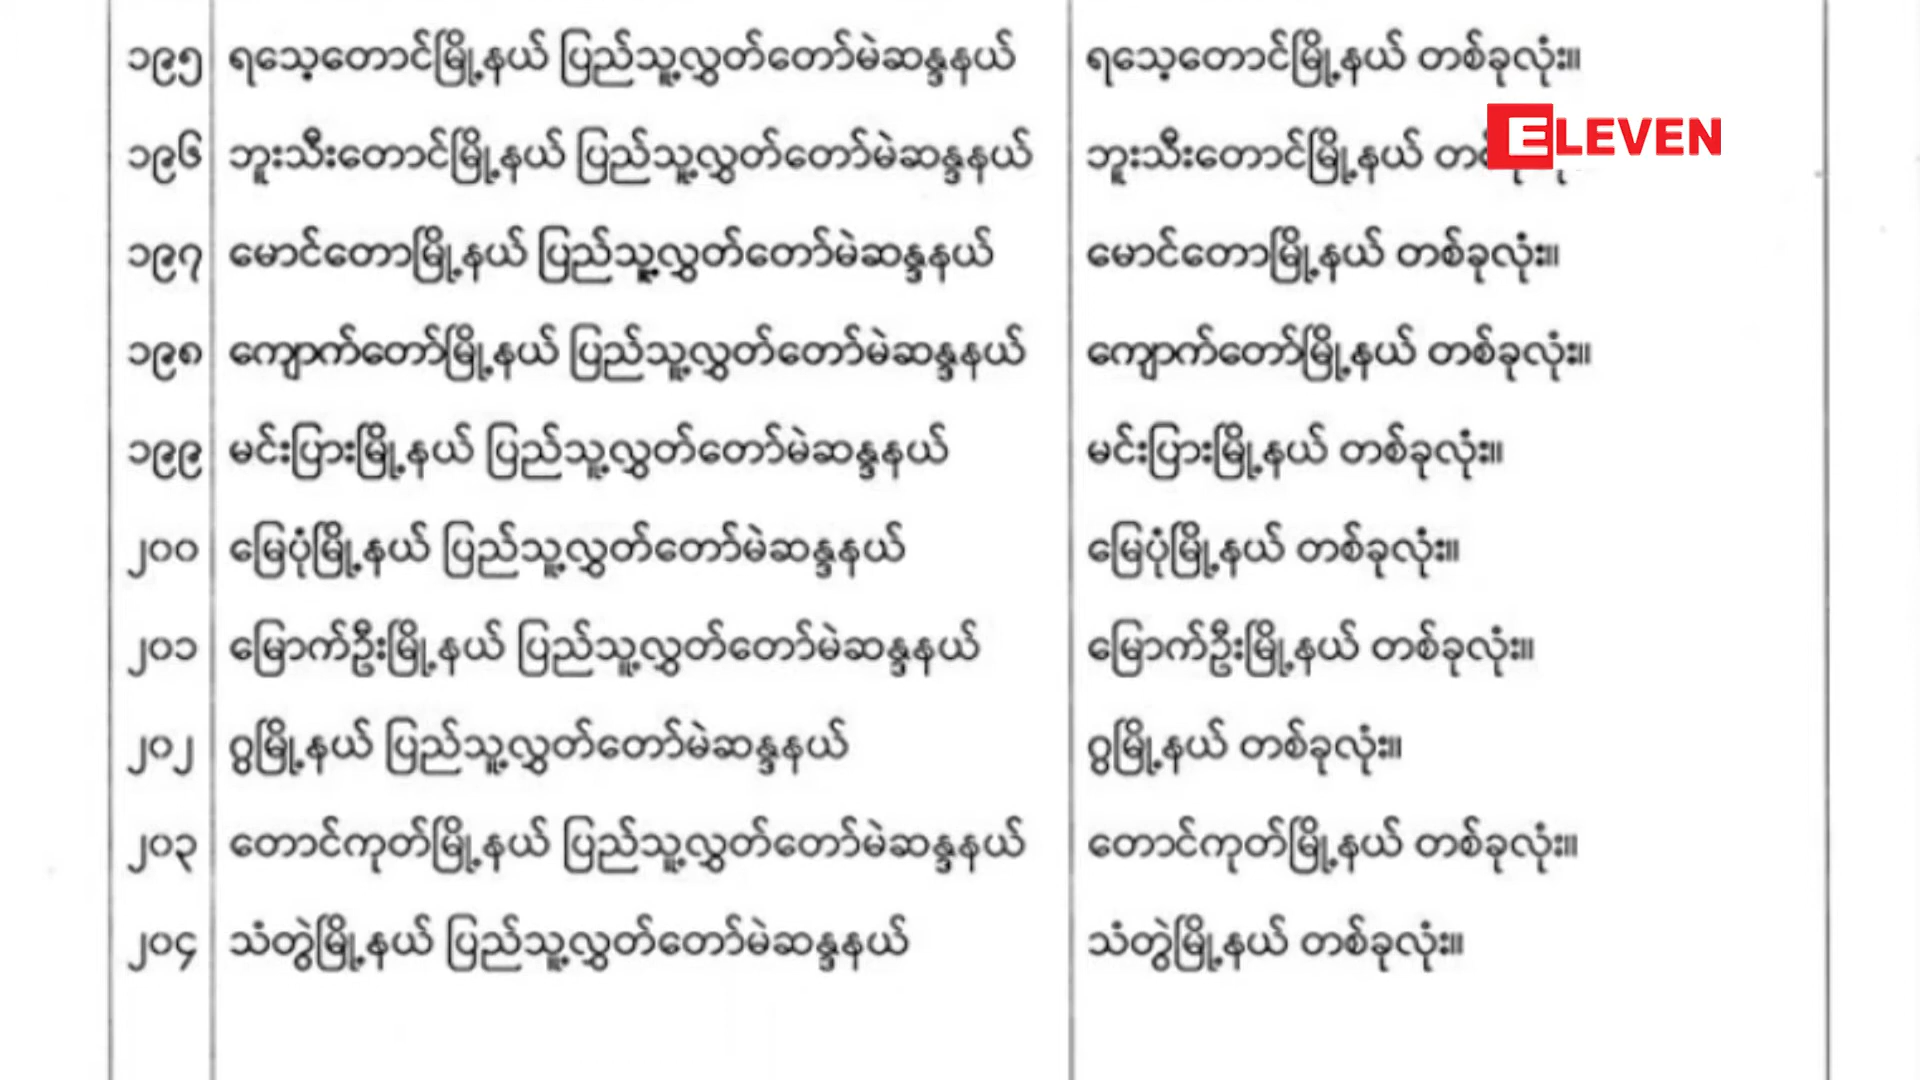 ၁၉၅ ရသေ့တောင်မြို့နယ် ပြည်သူ့လွှတ်တော်မဲဆန္ဒနယ် ရသေ့တောင်မြို့နယ် တစ်ခုလုံး။
ELEVEN
၁၉၆ ဘူးသီးတောင်မြို့နယ် ပြည်သူ့လွှတ်တော်မဲဆန္ဒနယ် ဘူးသီးတောင်မြို့နယ်
၁၉၇ မောင်တောမြို့နယ် ပြည်သူ့လွှတ်တော်မဲဆန္ဒနယ် မောင်တောမြို့နယ် တစ်ခုလုံး။
၁၉၈ ကျောက်တော်မြို့နယ် ပြည်သူ့လွှတ်တော်မဲဆန္ဒနယ် ကျောက်တော်မြို့နယ် တစ်ခုလုံး။
၁၉၉ မင်းပြားမြို့နယ် ပြည်သူ့လွှတ်တော်မဲဆန္ဒနယ် မင်းပြားမြို့နယ် တစ်ခုလုံး။
၂၀၀ မြေပုံမြို့နယ် ပြည်သူ့လွှတ်တော်မဲဆန္ဒနယ် မြေပုံမြို့နယ် တစ်ခုလုံး။
၂၀၁ မြောက်ဦးမြို့နယ် ပြည်သူ့လွှတ်တော်မဲဆန္ဒနယ် မြောက်ဦးမြို့နယ် တစ်ခုလုံး။
၂၀၂ ဂွမြို့နယ် ပြည်သူ့လွှတ်တော်မဲဆန္ဒနယ် ဂွမြို့နယ် တစ်ခုလုံး။
၂၀၃ တောင်ကုတ်မြို့နယ် ပြည်သူ့လွှတ်တော်မဲဆန္ဒနယ် တောင်ကုတ်မြို့နယ် တစ်ခုလုံး။
၂၀၄ သံတွဲမြို့နယ် ပြည်သူ့လွှတ်တော်မဲဆန္ဒနယ် သံတွဲမြို့နယ် တစ်ခုလုံး။